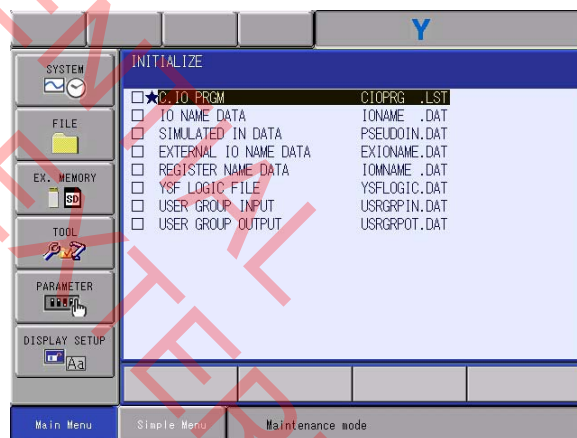 Y
SYSTEM
FILE
EX. MEMORY
SD
TOOL
PARAMETER
DISPLAY SETUP
Aa
INITIALIZE
★C.IO PRGM CIOPRG .LST
IO NAME DATA IONAME .DAT
SIMULATED IN DATA PSEUDOIN.DAT
EXTERNAL IO NAME DATA EXIONAME.DAT
REGISTER NAME DATA IOMNAME .DAT
YSF LOGIC FILE YSFLOGIC.DAT
USER GROUP INPUT USRGRPIN.DAT
USER GROUP OUTPUT USRGRPOT.DAT
Main Menu
Simple Menu
Maintenance mode